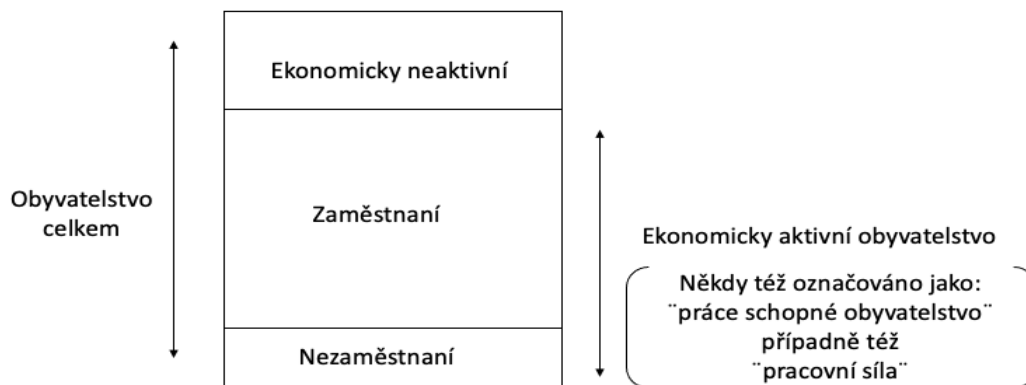 Ekonomicky neaktivní
Obyvatelstvo
celkem
Zaměstnaní
Ekonomicky aktivní obyvatelstvo
Někdy též označováno jako:
¨práce schopné obyvatelstvo¨
případně též
¨pracovní síla¨
Nezaměstnaní